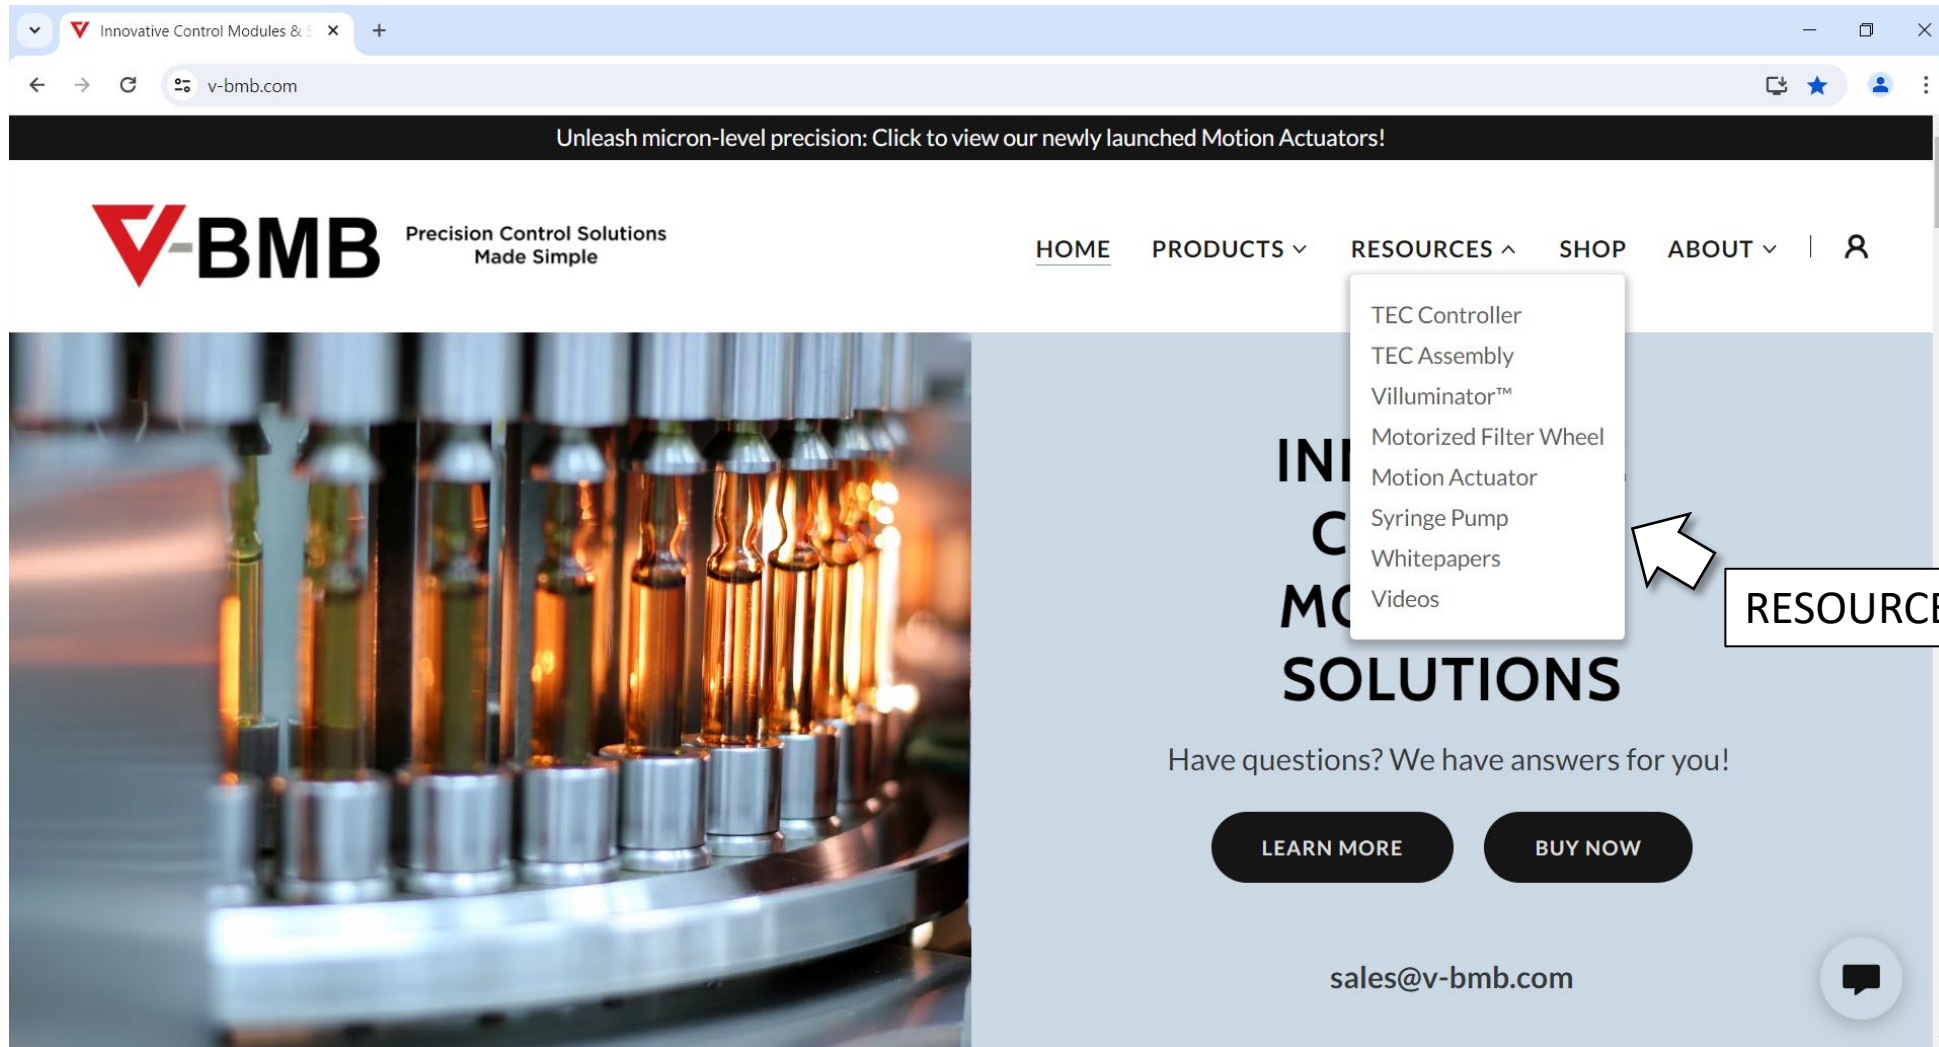 Innovative Control Modules & S
v-bmb.com
Unleash micron-level precision: Click to view our newly launched Motion Actuators!
V-BMB
Precision Control Solutions
Made Simple
HOME PRODUCTS RESOURCES SHOP ABOUT
TEC Controller
TEC Assembly
Villuminator™
Motorized Filter Wheel
Motion Actuator
Syringe Pump
Whitepapers
Videos
RESOURCE
SOLUTIONS
Have questions? We have answers for you!
LEARN MORE BUY NOW
sales@v-bmb.com